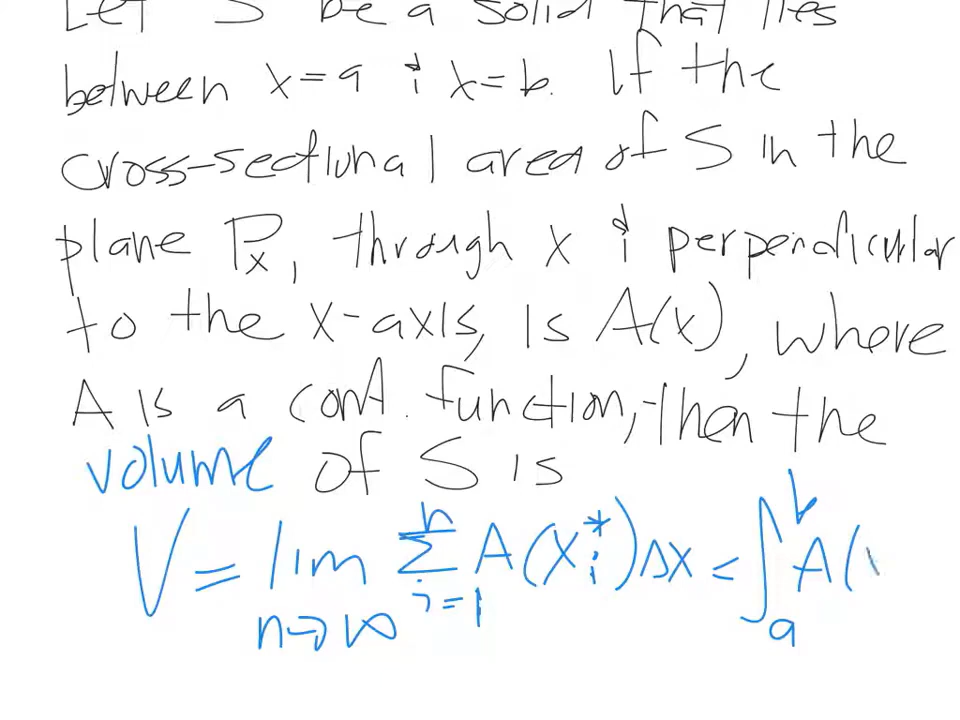 Let S be a solid that lies
between x=a & x=b. If the
cross-sectional area of S in the
plane Pₓ, through x & perpendicular
to the x-axis, is A(x), where
A is a cont. function, then the
volume of S is
V = lim n→∞ Σ i=1 n A(xᵢ*)Δx = ∫ₐᵇ A(